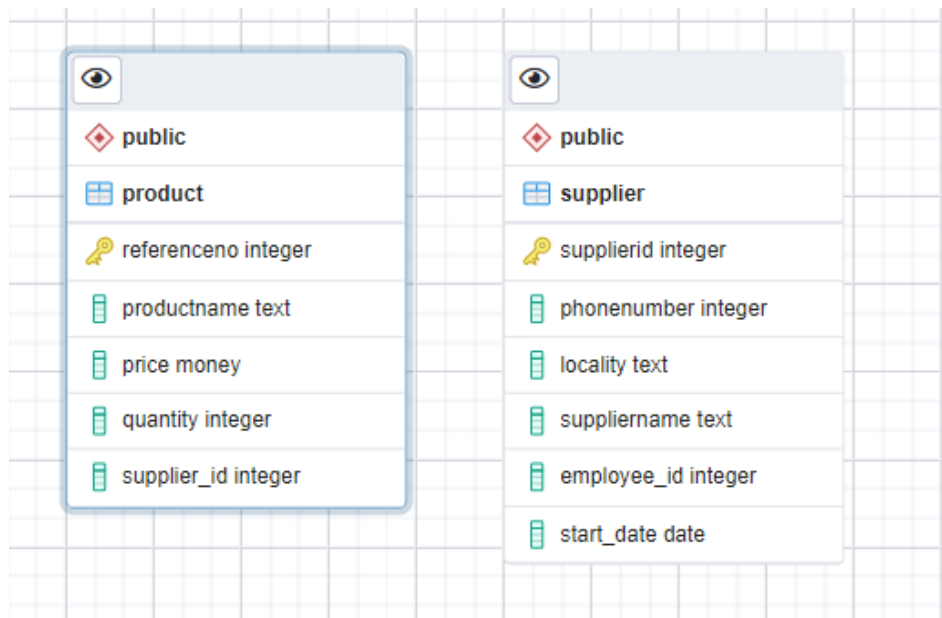 public
product
referenceno integer
productname text
price money
quantity integer
supplier_id integer
public
supplier
supplierid integer
phonenumber integer
locality text
suppliername text
employee_id integer
start_date date